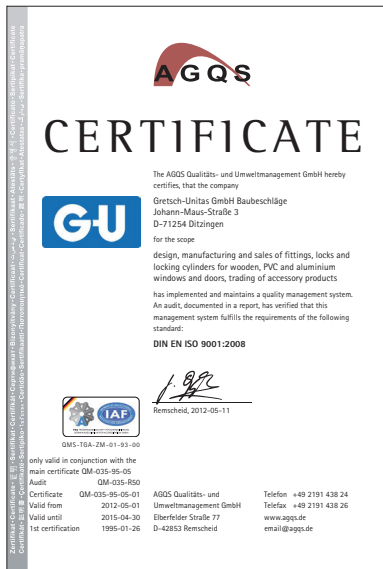 AGQS
CERTIFICATE
The AGQS Qualitäts- und Umweltmanagement GmbH hereby
certifies, that the company
G-U
Gretsch-Unitas GmbH Baubeschläge
Johann-Maus-Straße 3
D-71254 Ditzingen
for the scope
design, manufacturing and sales of fittings, locks and
locking cylinders for wooden, PVC and aluminium
windows and doors, trading of accessory products
has implemented and maintains a quality management system.
An audit, documented in a report, has verified that this
management system fulfills the requirements of the following
standard:
DIN EN ISO 9001:2008
IAF
Remscheid, 2012-05-11
QMS-TGA-ZM-01-93-00
only valid in conjunction with the
main certificate QM-035-95-05
Audit QM-035-R50
Certificate QM-035-95-05-01
Valid from 2012-05-01
Valid until 2015-04-30
1st certification 1995-01-26
AGQS Qualitäts- und
Umweltmanagement GmbH
Elberfelder Straße 77
D-42853 Remscheid
Telefon +49 2191 438 24
Telefax +49 2191 438 26
www.agqs.de
email@agqs.de